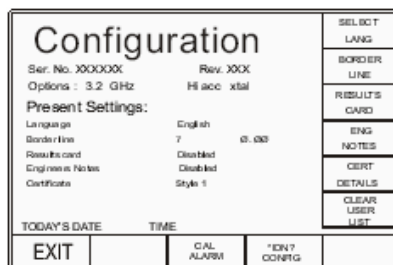 Configuration
Ser. No. XXXXXX Rev. XXX
Options : 3.2 GHz Hi acc xtal
Present Settings:
Language English
Borderline 7 Ø.ØØ
Results card Disabled
Engineers Notes Disabled
Certificate Style 1
TODAY'S DATE TIME
SELECT
LANG
BORDER
LINE
RESULTS
CARD
ENG
NOTES
CERT
DETAILS
CLEAR
USER
LIST
EXIT
CAL
ALARM
*IDN?
CONFIG